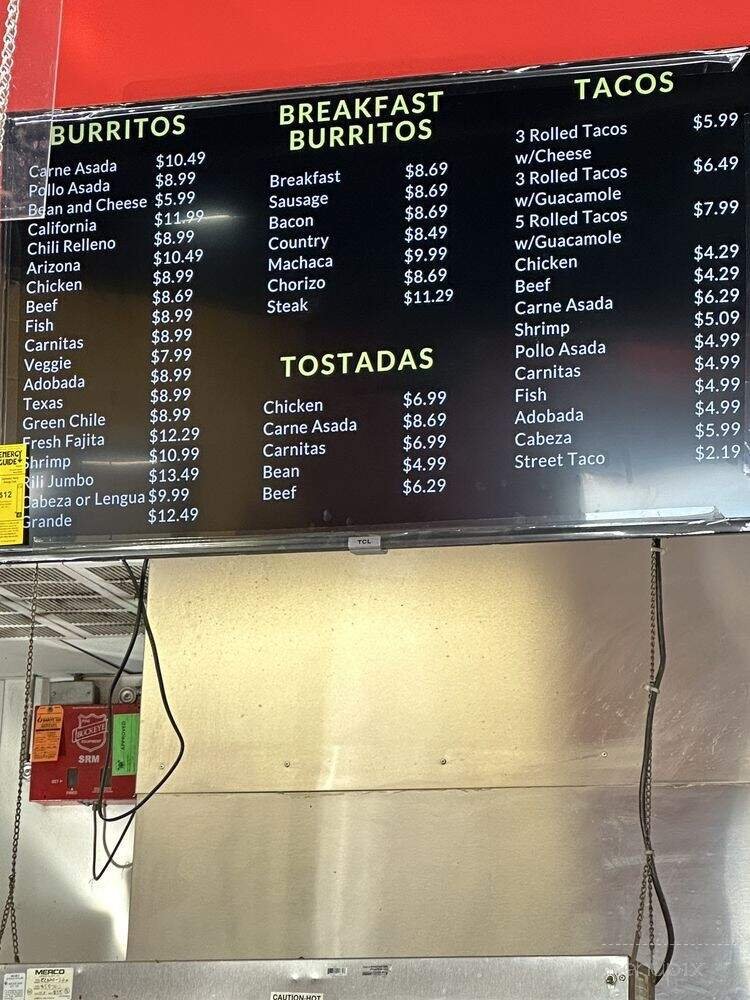 BURRITOS
Carne Asada $10.49
Pollo Asada $8.99
Bean and Cheese $5.99
California $11.99
Chili Relleno $8.99
Arizona $10.49
Chicken $8.99
Beef $8.69
Fish $8.99
Carnitas $8.99
Veggie $7.99
Adobada $8.99
Texas $8.99
Green Chile $8.99
Fresh Fajita $12.29
Shrimp $10.99
Rili Jumbo $13.49
Cabeza or Lengua $9.99
Grande $12.49
BREAKFAST
BURRITOS
Breakfast $8.69
Sausage $8.69
Bacon $8.69
Country $8.49
Machaca $9.99
Chorizo $8.69
Steak $11.29
TOSTADAS
Chicken $6.99
Carne Asada $8.69
Carnitas $6.99
Bean $4.99
Beef $6.29
TACOS
3 Rolled Tacos $5.99
w/Cheese
3 Rolled Tacos $6.49
w/Guacamole
5 Rolled Tacos $7.99
w/Guacamole
Chicken $4.29
Beef $4.29
Carne Asada $6.29
Shrimp $5.09
Pollo Asada $4.99
Carnitas $4.99
Fish $4.99
Adobada $4.99
Cabeza $5.99
Street Taco $2.19
ENERGY
GUIDE
$12
TCL
BUCKEYE
SRM
APPROVED
MERCO
CAUTION-HOT